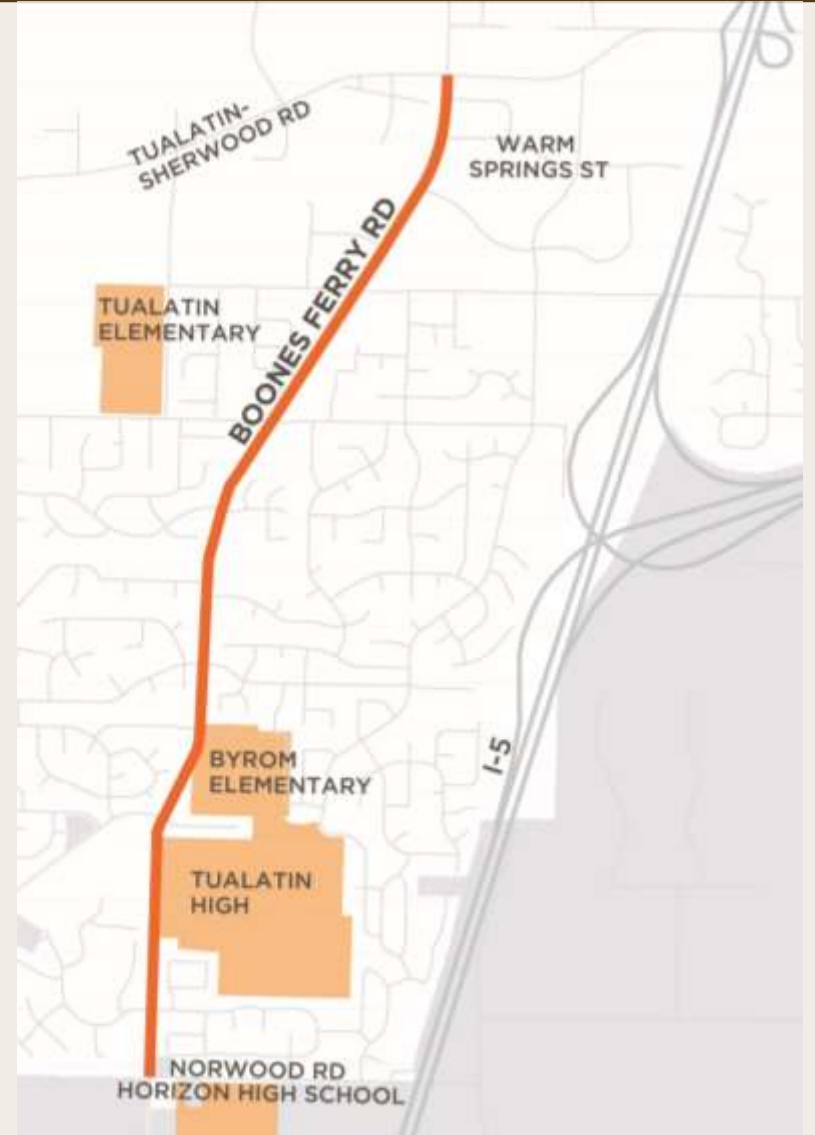 TUALATIN-
SHERWOOD RD
WARM
SPRINGS ST
BOONES FERRY RD
TUALATIN
ELEMENTARY
I-5
BYROM
ELEMENTARY
TUALATIN
HIGH
NORWOOD RD
HORIZON HIGH SCHOOL